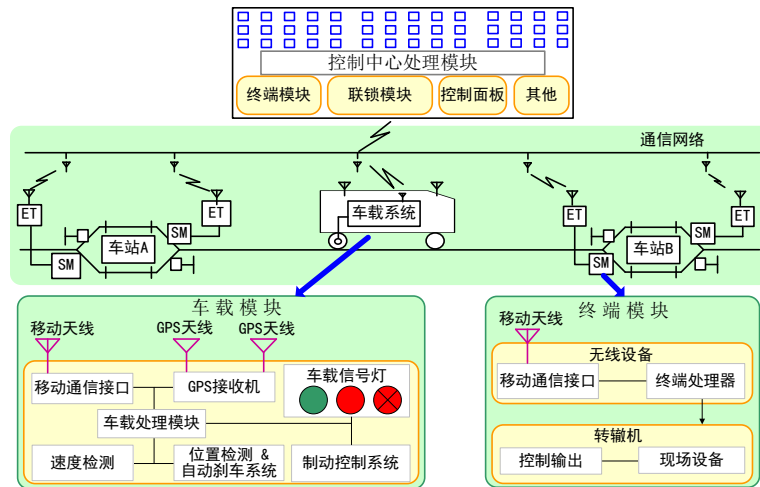 控制中心处理模块
终端模块
联锁模块
控制面板
其他
通信网络
ET
ET
车载系统
ET
ET
SM
车站A
SM
SM
车站B
SM
车载模块
移动天线
GPS天线
GPS天线
移动通信接口
GPS接收机
车载信号灯
车载处理模块
速度检测
位置检测 &
自动刹车系统
制动控制系统
终端模块
移动天线
无线设备
移动通信接口
终端处理器
转辙机
控制输出
现场设备